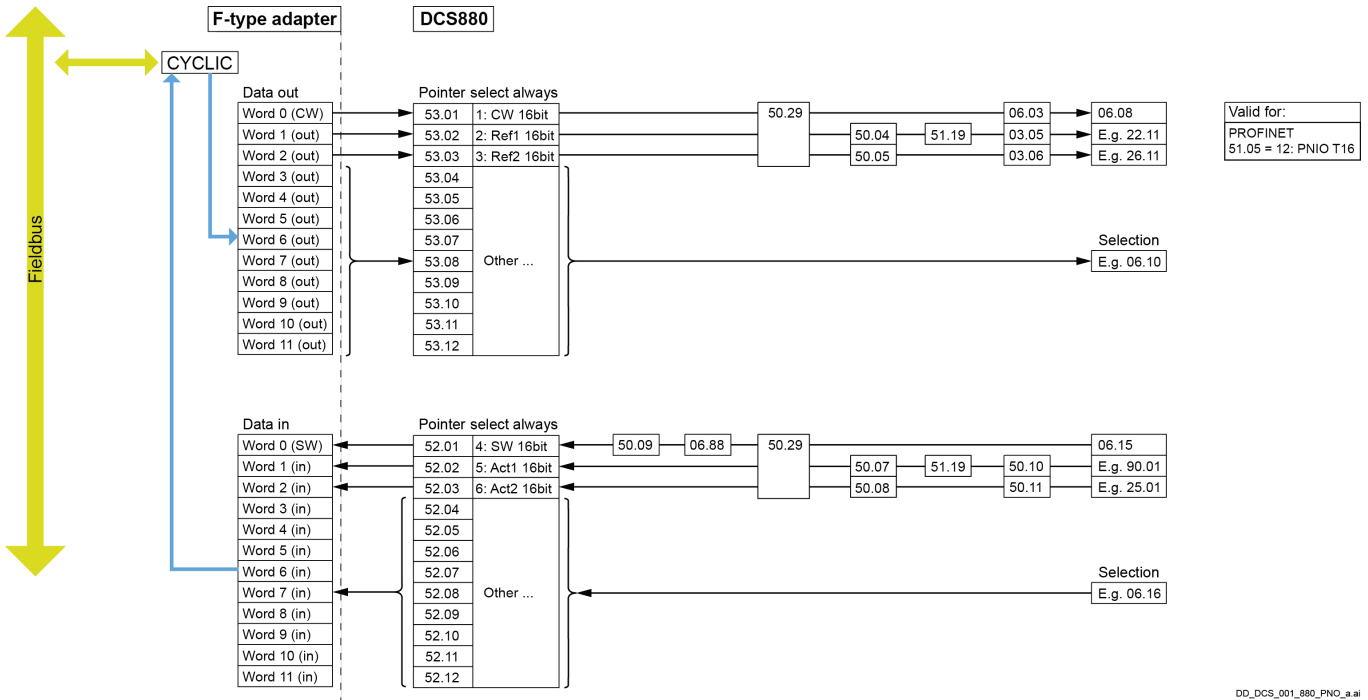 F-type adapter DCS880
CYCLIC
Data out Pointer select always
Word 0 (CW) 53.01 1: CW 16bit 50.29 06.03 06.08 Valid for:
Word 1 (out) 53.02 2: Ref1 16bit 50.04 51.19 03.05 E.g. 22.11 PROFINET
Word 2 (out) 53.03 3: Ref2 16bit 50.05 03.06 E.g. 26.11 51.05 = 12: PNIO T16
Word 3 (out) 53.04
Word 4 (out) 53.05
Word 5 (out) 53.06
Word 6 (out) 53.07 Selection
Word 7 (out) 53.08 Other ... E.g. 06.10
Word 8 (out) 53.09
Word 9 (out) 53.10
Word 10 (out) 53.11
Word 11 (out) 53.12
Fieldbus
Data in Pointer select always
Word 0 (SW) 52.01 4: SW 16bit 50.09 06.88 50.29 06.15
Word 1 (in) 52.02 5: Act1 16bit 50.07 51.19 50.10 E.g. 90.01
Word 2 (in) 52.03 6: Act2 16bit 50.08 50.11 E.g. 25.01
Word 3 (in) 52.04
Word 4 (in) 52.05
Word 5 (in) 52.06
Word 6 (in) 52.07 Selection
Word 7 (in) 52.08 Other ... E.g. 06.16
Word 8 (in) 52.09
Word 9 (in) 52.10
Word 10 (in) 52.11
Word 11 (in) 52.12
DD_DCS_001_880_PNO_a.ai